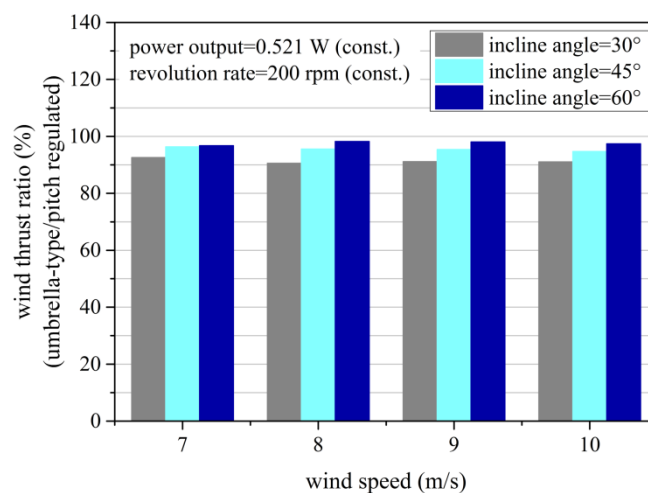 140
120
100
80
60
40
20
0
wind thrust ratio (%)
(umbrella-type/pitch regulated)
power output=0.521 W (const.)
revolution rate=200 rpm (const.)
incline angle=30°
incline angle=45°
incline angle=60°
7 8 9 10
wind speed (m/s)